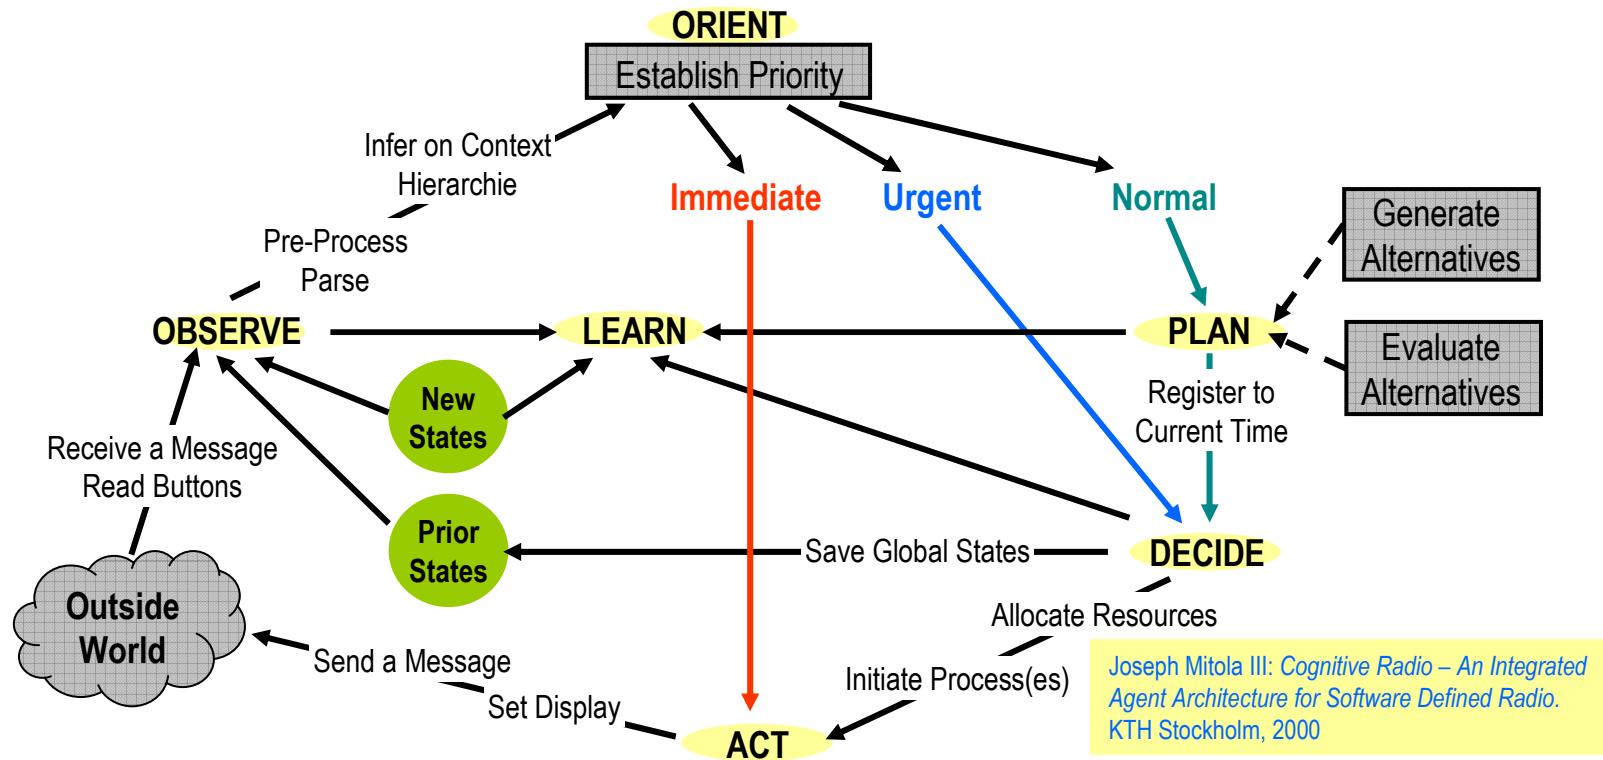 ORIENT
Establish Priority
Infer on Context
Hierarchie
Immediate
Urgent
Normal
Generate
Alternatives
Pre-Process
Parse
OBSERVE
LEARN
PLAN
Evaluate
Alternatives
New
States
Register to
Current Time
Receive a Message
Read Buttons
Prior
States
Save Global States
DECIDE
Outside
World
Allocate Resources
Send a Message
Initiate Process(es)
Set Display
ACT
Joseph Mitola III: Cognitive Radio – An Integrated
Agent Architecture for Software Defined Radio.
KTH Stockholm, 2000